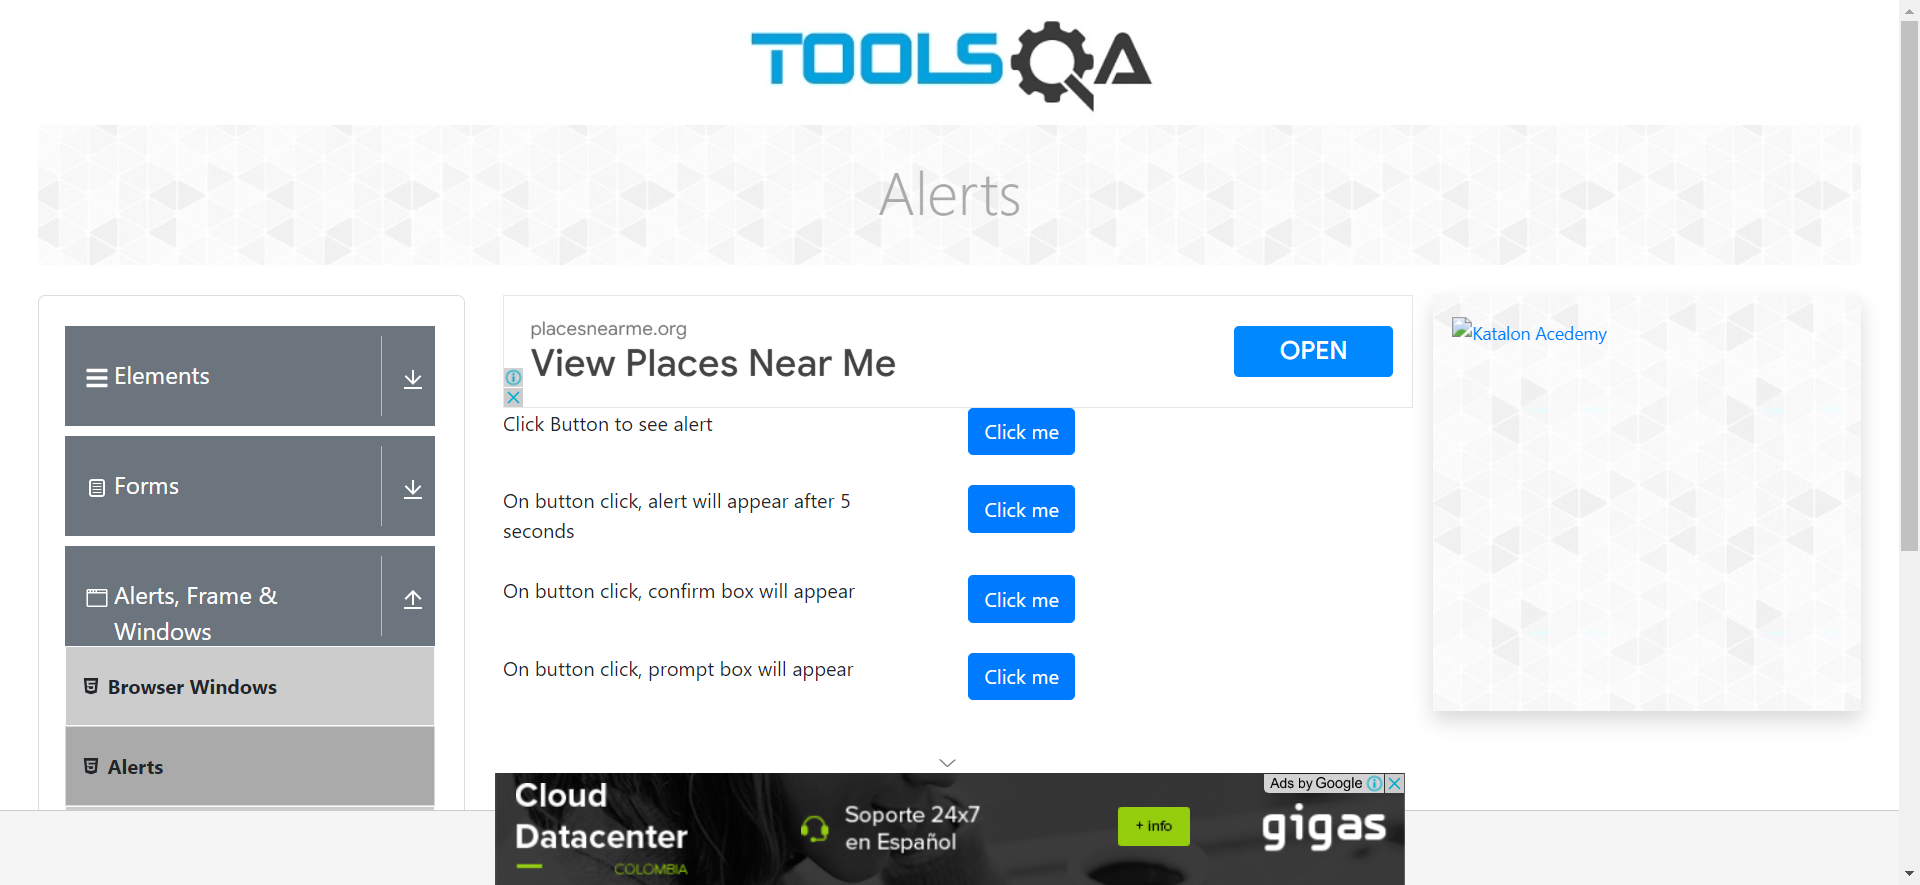 TOOLSQA
Alerts
Elements
Forms
Alerts, Frame &
Windows
Browser Windows
Alerts
placesnearme.org
View Places Near Me
OPEN
Click Button to see alert
Click me
On button click, alert will appear after 5
seconds
Click me
On button click, confirm box will appear
Click me
On button click, prompt box will appear
Click me
Katalon Acedemy
Cloud
Datacenter
COLOMBIA
Soporte 24x7
en Español
+ info
Ads by Google
gigas